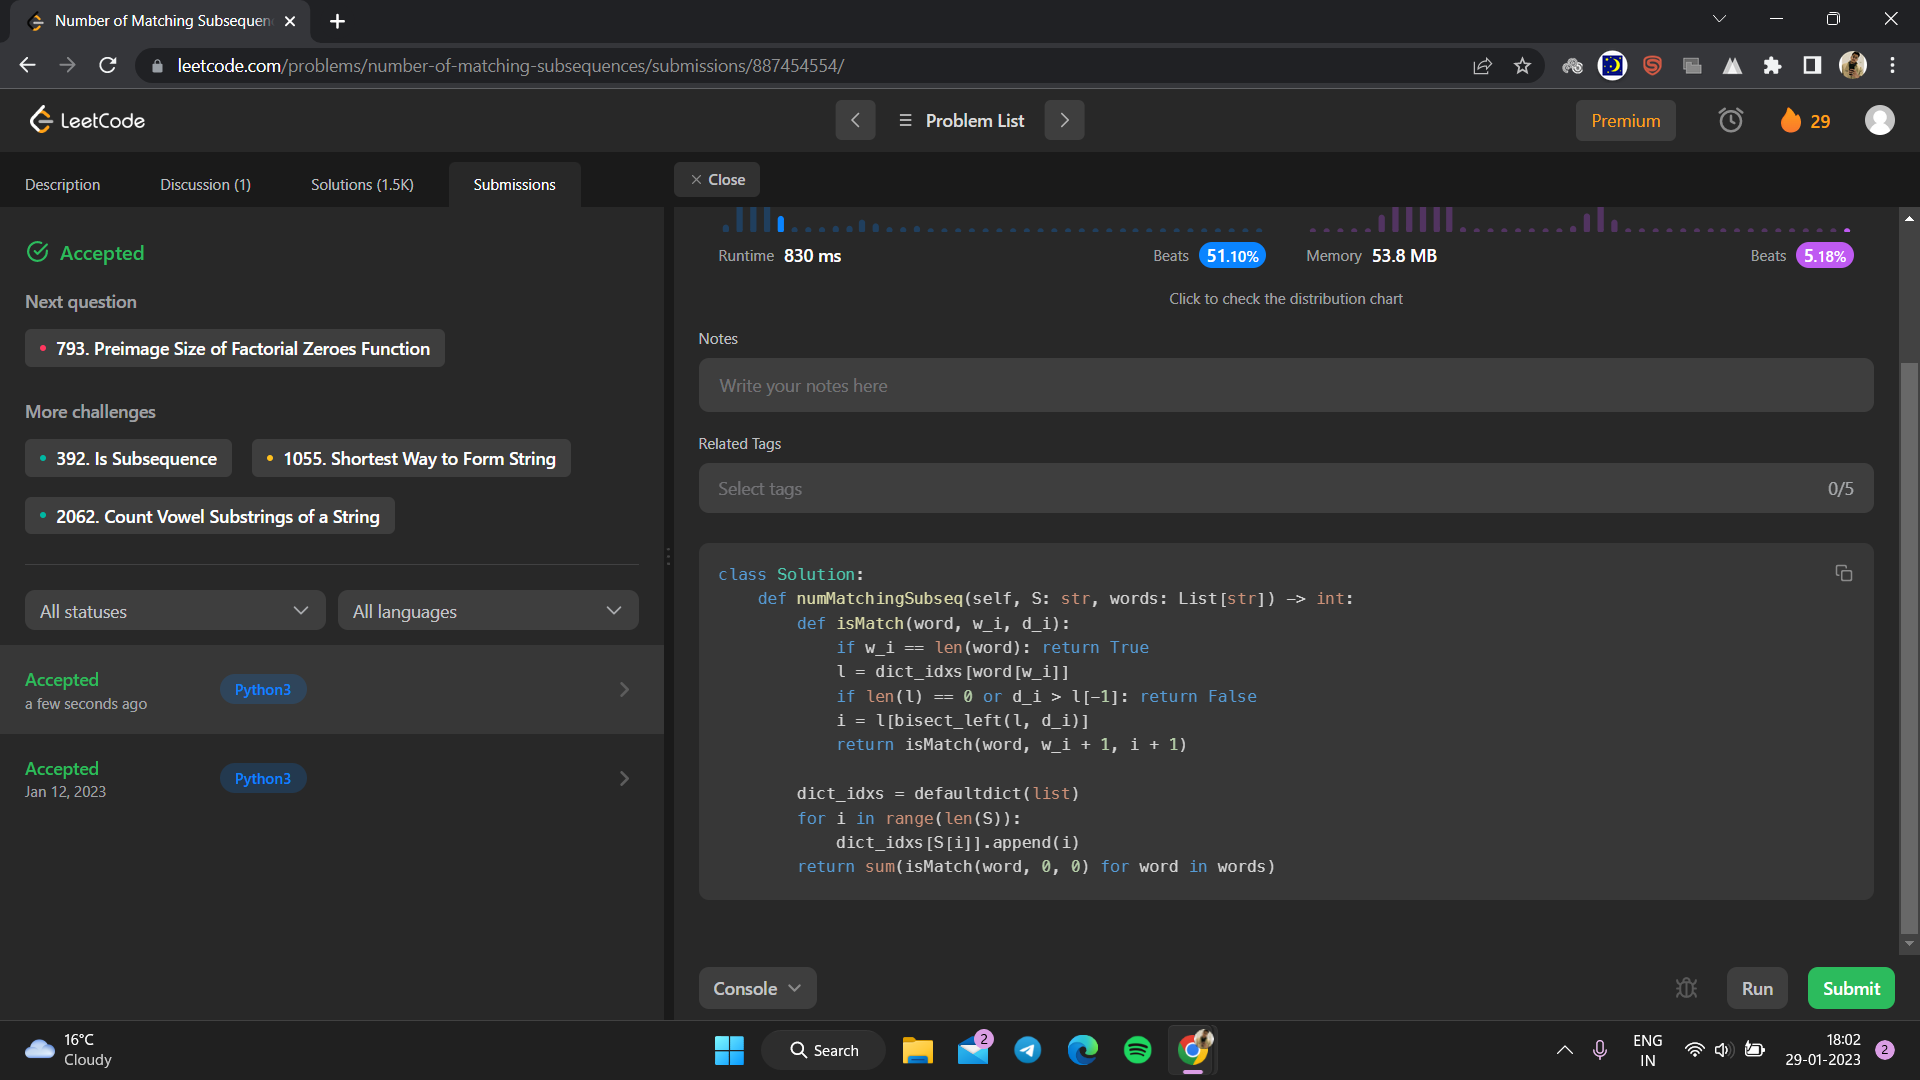 Number of Matching Subsequen
leetcode.com/problems/number-of-matching-subsequences/submissions/887454554/
LeetCode
Problem List
Premium
29
Description
Discussion (1)
Solutions (1.5K)
Submissions
Close
Accepted
Next question
793. Preimage Size of Factorial Zeroes Function
More challenges
392. Is Subsequence
1055. Shortest Way to Form String
2062. Count Vowel Substrings of a String
All statuses
All languages
Accepted
a few seconds ago
Python3
Accepted
Jan 12, 2023
Python3
Runtime 830 ms
Beats 51.10%
Memory 53.8 MB
Beats 5.18%
Click to check the distribution chart
Notes
Write your notes here
Related Tags
Select tags
0/5
class Solution:
    def numMatchingSubseq(self, S: str, words: List[str]) -> int:
        def isMatch(word, w_i, d_i):
            if w_i == len(word): return True
            l = dict_idxs[word[w_i]]
            if len(l) == 0 or d_i > l[-1]: return False
            i = l[bisect_left(l, d_i)]
            return isMatch(word, w_i + 1, i + 1)
        dict_idxs = defaultdict(list)
        for i in range(len(S)):
            dict_idxs[S[i]].append(i)
        return sum(isMatch(word, 0, 0) for word in words)
Console
Run
Submit
16°C
Cloudy
Search
2
ENG
IN
18:02
29-01-2023
2